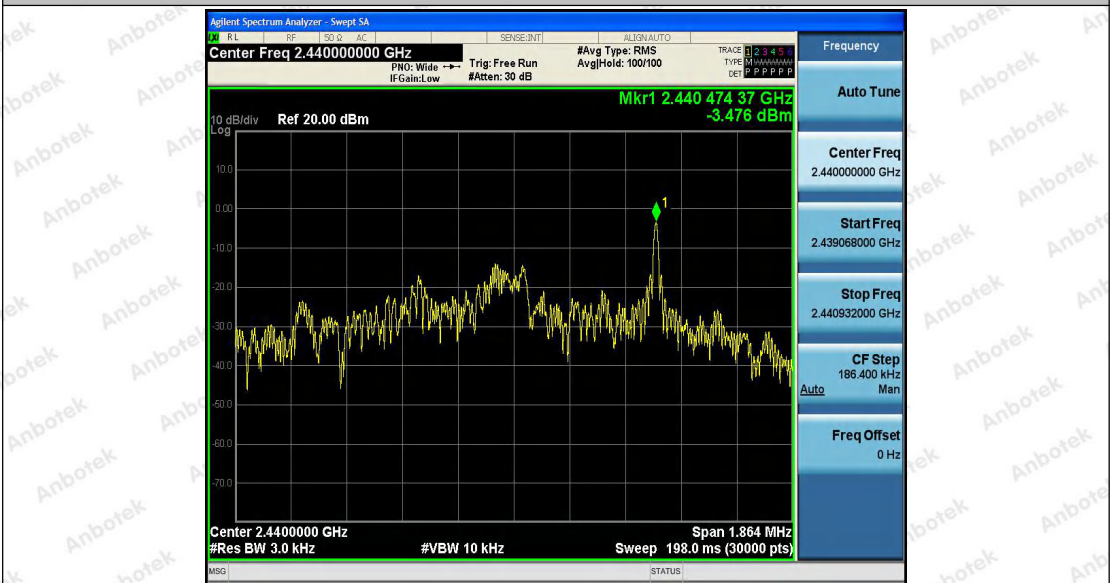 Agilent Spectrum Analyzer - Swept SA
RL RF 50 Ω AC SENSE:INT ALIGNAUTO
Center Freq 2.440000000 GHz
PNO: Wide
IFGain:Low
Trig: Free Run
#Atten: 30 dB
#Avg Type: RMS
Avg|Hold: 100/100
TRACE 1 2 3 4 5 6
TYPE M
DET P P P P P P
Mkr1 2.440 474 37 GHz
-3.476 dBm
10 dB/div Ref 20.00 dBm
Log
10.0
0.00
-10.0
-20.0
-30.0
-40.0
-50.0
-60.0
-70.0
1
Center 2.4400000 GHz
Span 1.864 MHz
#Res BW 3.0 kHz
#VBW 10 kHz
Sweep 198.0 ms (30000 pts)
MSG
STATUS
Frequency
Auto Tune
Center Freq
2.440000000 GHz
Start Freq
2.439068000 GHz
Stop Freq
2.440932000 GHz
CF Step
186.400 kHz
Auto Man
Freq Offset
0 Hz
Anbotek